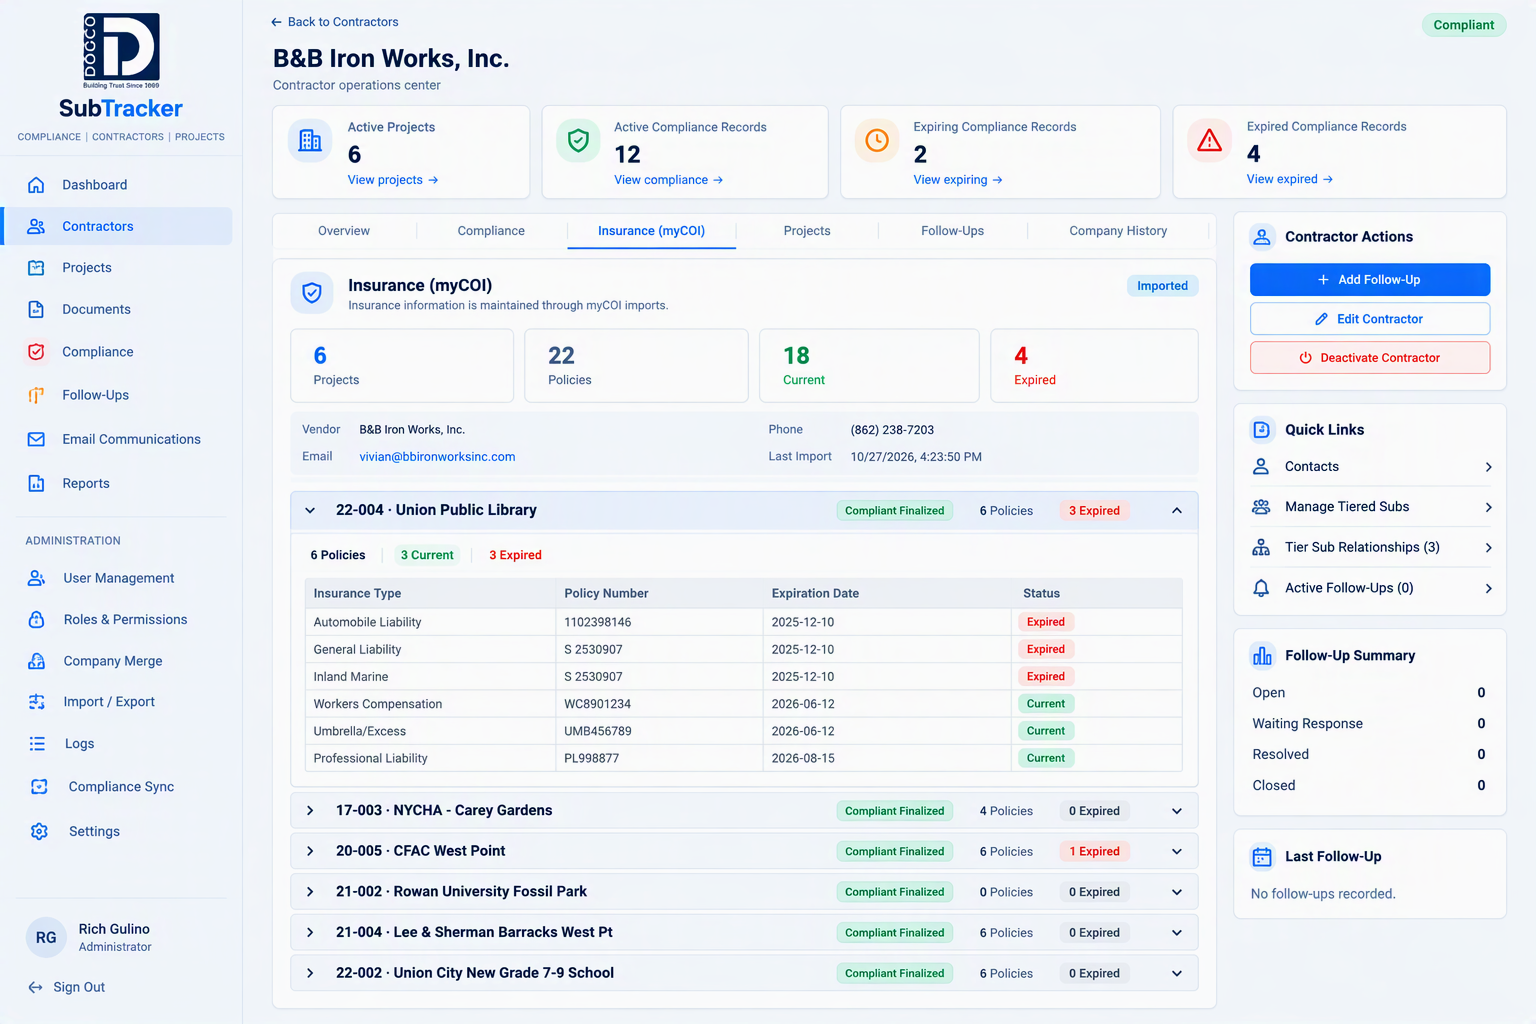 DOCCO
Building Trust Since 1909
SubTracker
COMPLIANCE | CONTRACTORS | PROJECTS
Dashboard
Contractors
Projects
Documents
Compliance
Follow-Ups
Email Communications
Reports
ADMINISTRATION
User Management
Roles & Permissions
Company Merge
Import / Export
Logs
Compliance Sync
Settings
RG
Rich Gulino
Administrator
Sign Out
Back to Contractors
B&B Iron Works, Inc.
Contractor operations center
Compliant
Active Projects
6
View projects →
Active Compliance Records
12
View compliance →
Expiring Compliance Records
2
View expiring →
Expired Compliance Records
4
View expired →
Overview
Compliance
Insurance (myCOI)
Projects
Follow-Ups
Company History
Insurance (myCOI)
Insurance information is maintained through myCOI imports.
Imported
6
Projects
22
Policies
18
Current
4
Expired
Vendor B&B Iron Works, Inc. Phone (862) 238-7203
Email vivian@bbironworksinc.com Last Import 10/27/2026, 4:23:50 PM
22-004 · Union Public Library Compliant Finalized 6 Policies 3 Expired
6 Policies 3 Current 3 Expired
Insurance Type Policy Number Expiration Date Status
Automobile Liability 1102398146 2025-12-10 Expired
General Liability S 2530907 2025-12-10 Expired
Inland Marine S 2530907 2025-12-10 Expired
Workers Compensation WC8901234 2026-06-12 Current
Umbrella/Excess UMB456789 2026-06-12 Current
Professional Liability PL998877 2026-08-15 Current
17-003 · NYCHA - Carey Gardens Compliant Finalized 4 Policies 0 Expired
20-005 · CFAC West Point Compliant Finalized 6 Policies 1 Expired
21-002 · Rowan University Fossil Park Compliant Finalized 0 Policies 0 Expired
21-004 · Lee & Sherman Barracks West Pt Compliant Finalized 6 Policies 0 Expired
22-002 · Union City New Grade 7-9 School Compliant Finalized 6 Policies 0 Expired
Contractor Actions
+ Add Follow-Up
Edit Contractor
Deactivate Contractor
Quick Links
Contacts
Manage Tiered Subs
Tier Sub Relationships (3)
Active Follow-Ups (0)
Follow-Up Summary
Open 0
Waiting Response 0
Resolved 0
Closed 0
Last Follow-Up
No follow-ups recorded.